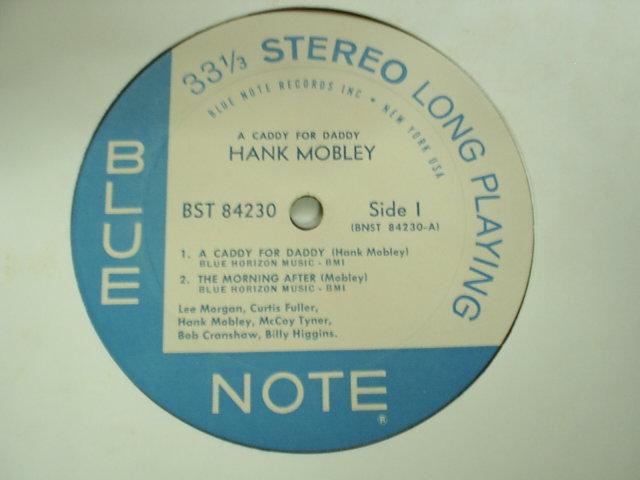 33⅓ STEREO LONG PLAYING
BLUE NOTE RECORDS INC • NEW YORK USA
A CADDY FOR DADDY
HANK MOBLEY
BST 84230
Side 1
(BNST 84230-A)
1. A CADDY FOR DADDY (Hank Mobley)
BLUE HORIZON MUSIC - BMI
2. THE MORNING AFTER (Mobley)
BLUE HORIZON MUSIC - BMI
Lee Morgan, Curtis Fuller,
Hank Mobley, McCoy Tyner,
Bob Cranshaw, Billy Higgins.
BLUE
NOTE®